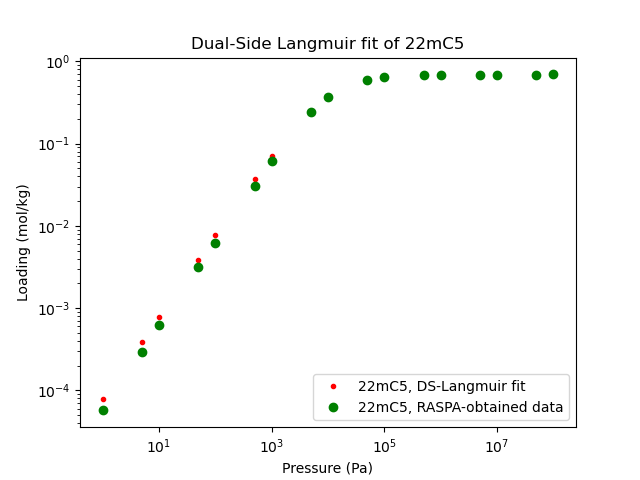 Dual-Side Langmuir fit of 22mC5
Loading (mol/kg)
10⁰
10⁻¹
10⁻²
10⁻³
10⁻⁴
22mC5, DS-Langmuir fit
22mC5, RASPA-obtained data
10¹ 10³ 10⁵ 10⁷
Pressure (Pa)